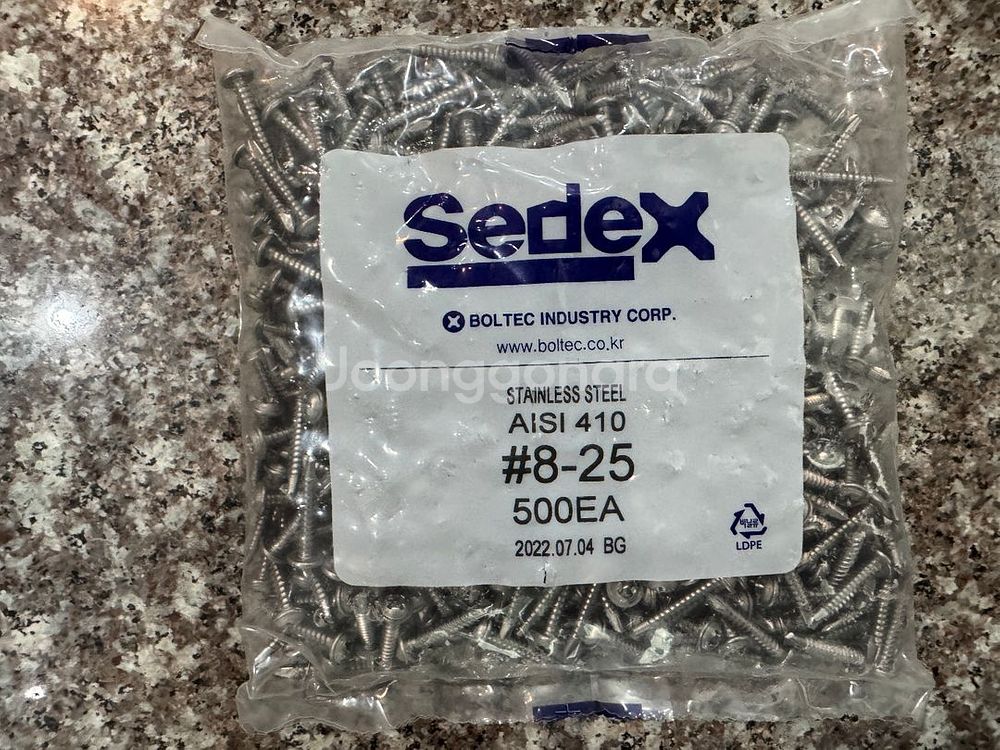 Sedex
BOLTEC INDUSTRY CORP.
www.boltec.co.kr
Joonggonara
STAINLESS STEEL
AISI 410
#8-25
500EA
2022.07.04 BG
LDPE